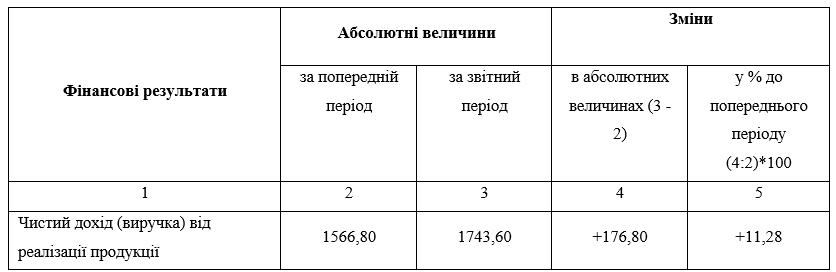 Фінансові результати
Абсолютні величини
Зміни
за попередній
період
за звітний
період
в абсолютних
величинах (3 -
2)
у % до
попереднього
періоду
(4:2)*100
1
2
3
4
5
Чистий дохід (виручка) від
реалізації продукції
1566,80
1743,60
+176,80
+11,28